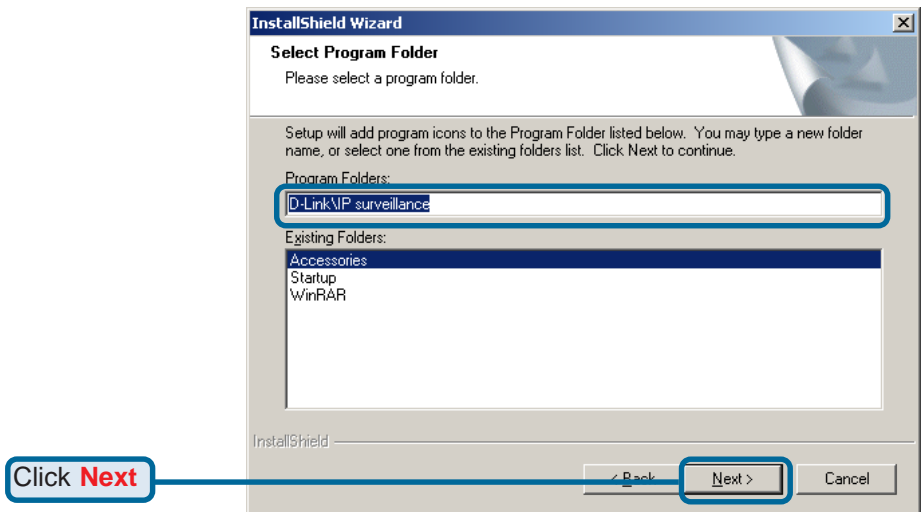 InstallShield Wizard
Select Program Folder
Please select a program folder.
Setup will add program icons to the Program Folder listed below. You may type a new folder
name, or select one from the existing folders list. Click Next to continue.
Program Folders:
D-Link\IP surveillance
Existing Folders:
Accessories
Startup
WinRAR
InstallShield
Click Next
< Back
Next >
Cancel